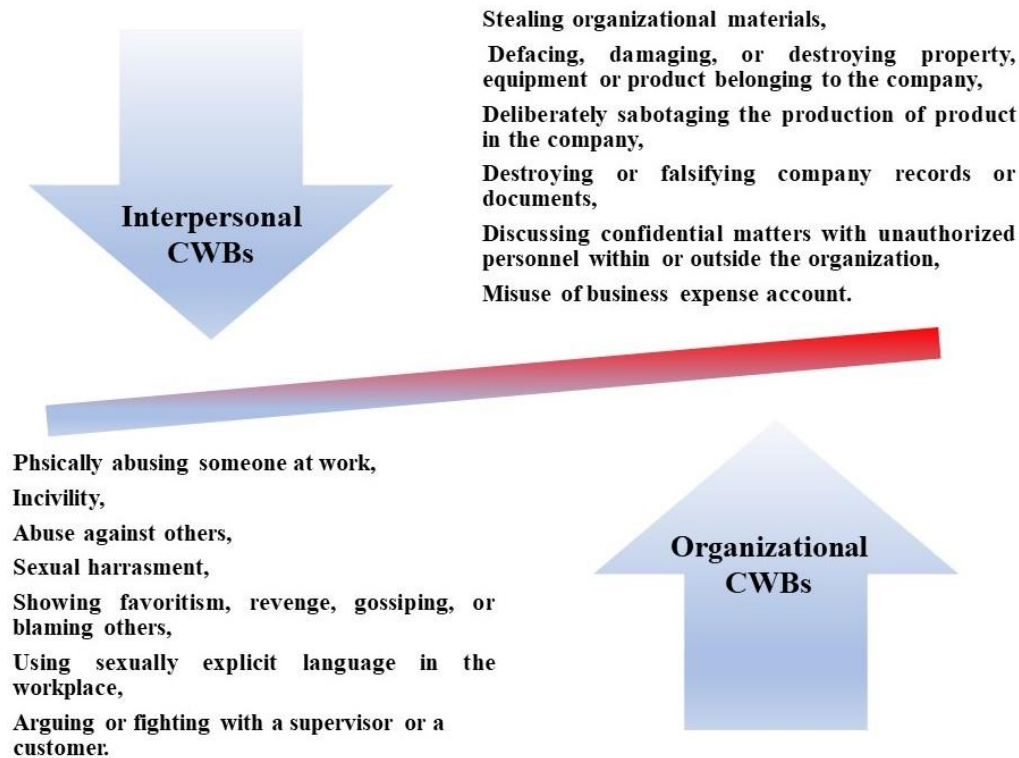 Stealing organizational materials,
Defacing, damaging, or destroying property,
equipment or product belonging to the company,
Deliberately sabotaging the production of product
in the company,
Destroying or falsifying company records or
documents,
Discussing confidential matters with unauthorized
personnel within or outside the organization,
Misuse of business expense account.
Interpersonal
CWBs
Phsically abusing someone at work,
Incivility,
Abuse against others,
Sexual harrasment,
Showing favoritism, revenge, gossiping, or
blaming others,
Using sexually explicit language in the
workplace,
Arguing or fighting with a supervisor or a
customer.
Organizational
CWBs